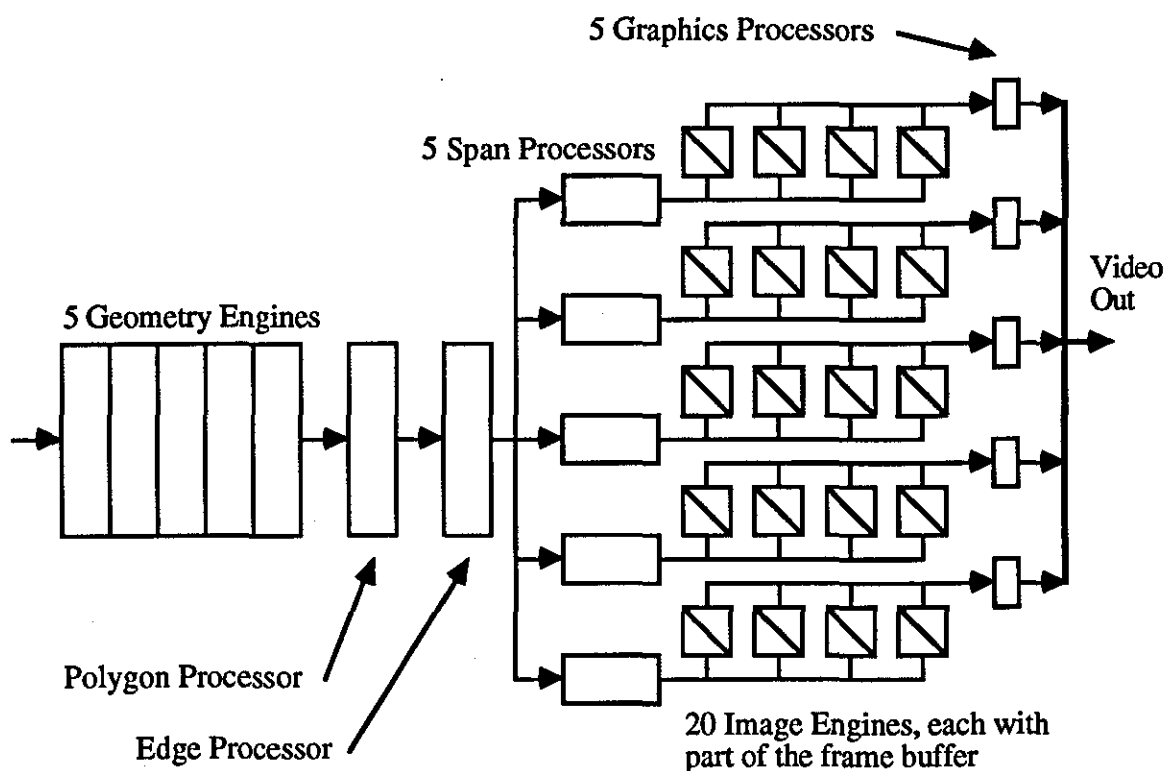 5 Graphics Processors
5 Span Processors
Video
Out
5 Geometry Engines
Polygon Processor
Edge Processor
20 Image Engines, each with
part of the frame buffer